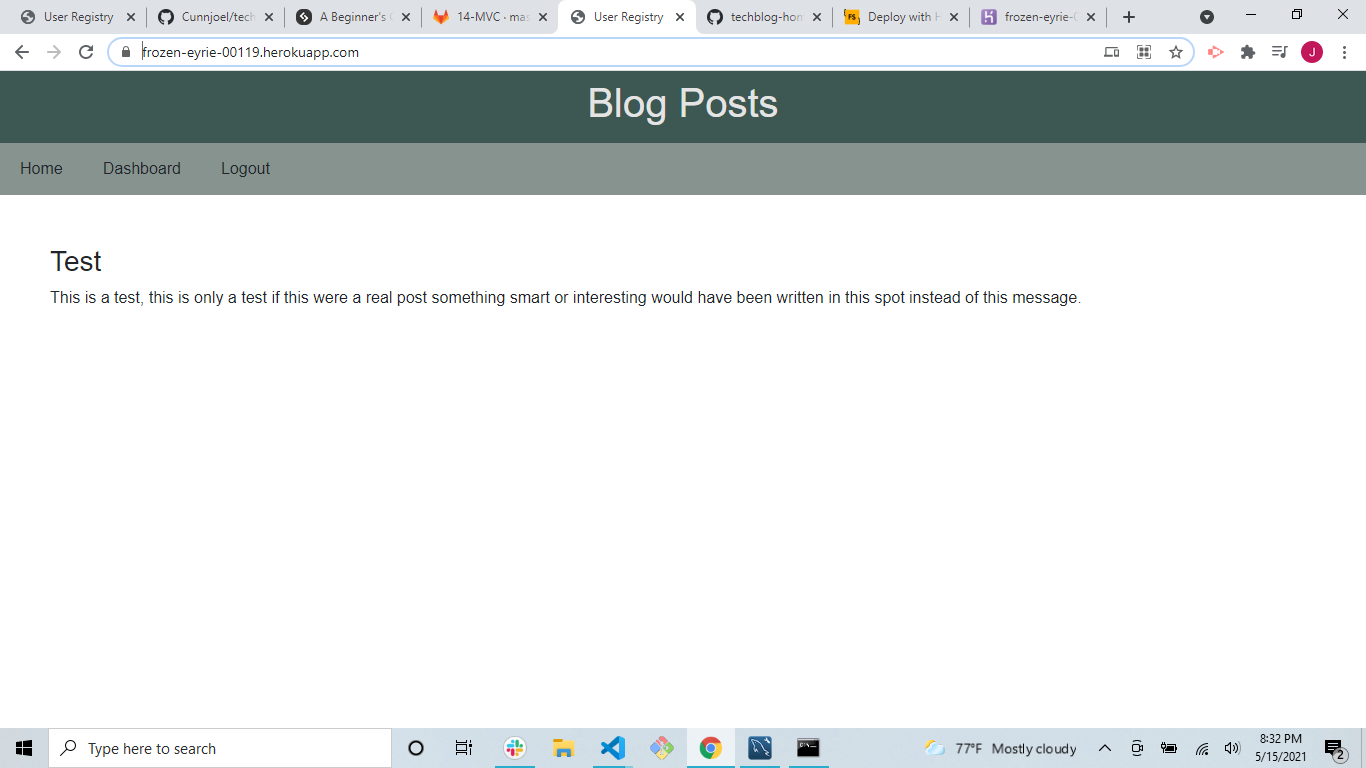 User Registry
Cunnjoel/tech
A Beginner's
14-MVC · mas
User Registry
techblog-hom
Deploy with H
frozen-eyrie-0
frozen-eyrie-00119.herokuapp.com
J
Blog Posts
Home Dashboard Logout
Test
This is a test, this is only a test if this were a real post something smart or interesting would have been written in this spot instead of this message.
Type here to search
77°F Mostly cloudy
8:32 PM
5/15/2021
2